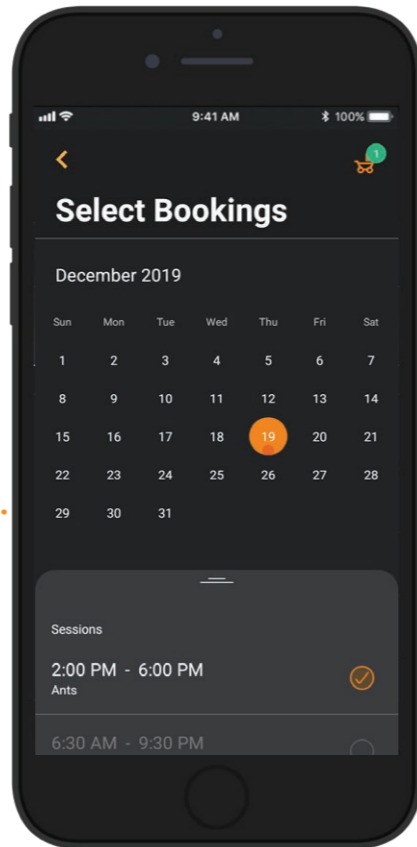 9:41 AM 100%
1
Select Bookings
December 2019
Sun Mon Tue Wed Thu Fri Sat
1 2 3 4 5 6 7
8 9 10 11 12 13 14
15 16 17 18 19 20 21
22 23 24 25 26 27 28
29 30 31
Sessions
2:00 PM - 6:00 PM
Ants
6:30 AM - 9:30 PM